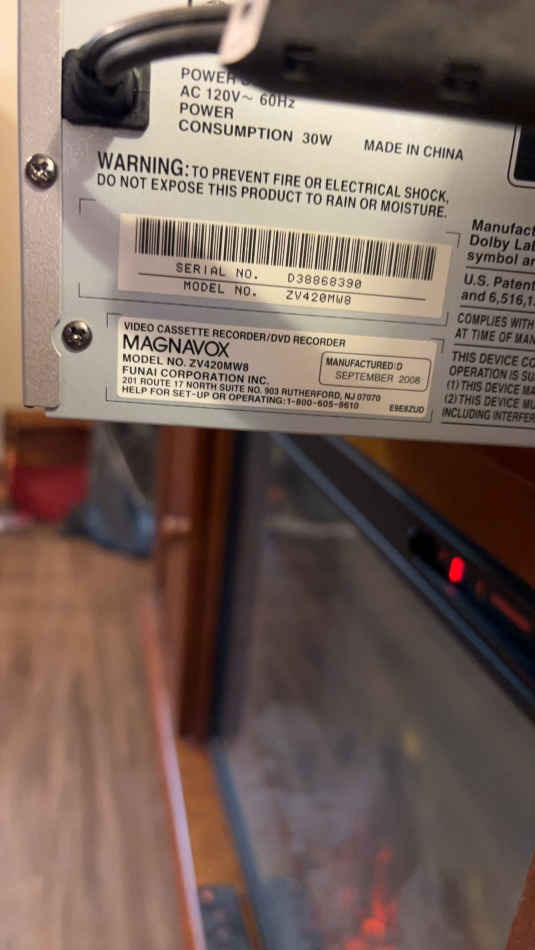 POWER
AC 120V~ 60Hz
POWER
CONSUMPTION 30W
MADE IN CHINA
WARNING: TO PREVENT FIRE OR ELECTRICAL SHOCK,
DO NOT EXPOSE THIS PRODUCT TO RAIN OR MOISTURE.
SERIAL NO. D38868390
MODEL NO. ZV420MW8
VIDEO CASSETTE RECORDER/DVD RECORDER
MAGNAVOX
MODEL NO. ZV420MW8
FUNAI CORPORATION INC.
201 ROUTE 17 NORTH SUITE NO. 903 RUTHERFORD, NJ 07070
HELP FOR SET-UP OR OPERATING:1-800-605-8610
MANUFACTURED:D
SEPTEMBER 2008
E9E8ZUD
Manufact
Dolby Lab
symbol an
U.S. Patent
and 6,516,1
COMPLIES WITH
AT TIME OF MAN
THIS DEVICE CO
OPERATION IS SU
(1) THIS DEVICE MA
(2) THIS DEVICE MU
INCLUDING INTERFER